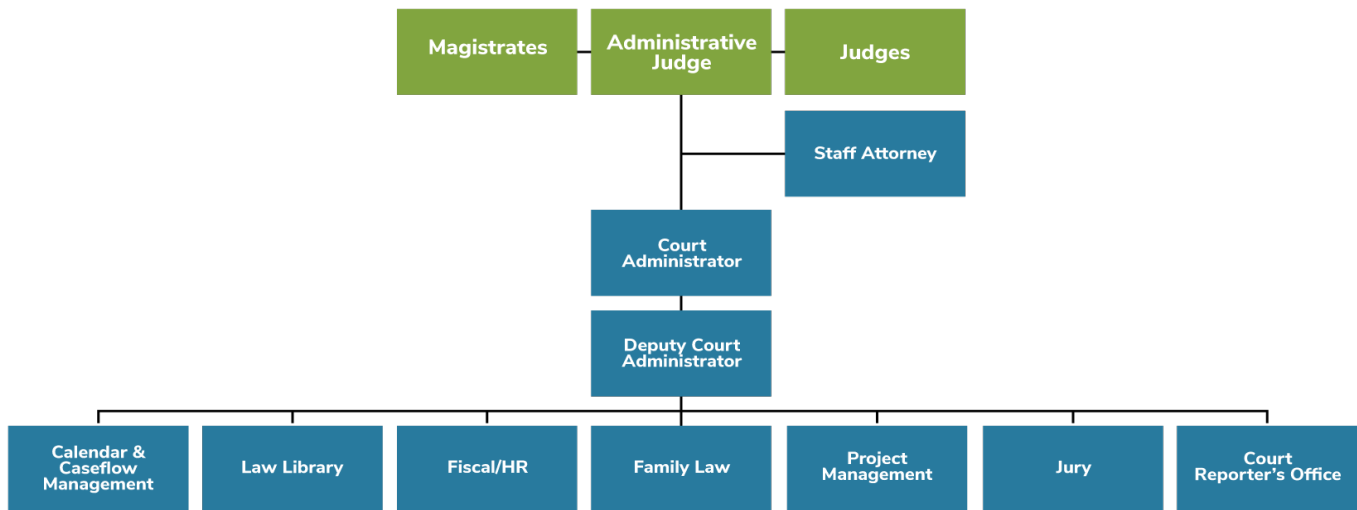 Magistrates
Administrative
Judge
Judges
Staff Attorney
Court
Administrator
Deputy Court
Administrator
Calendar &
Caseflow
Management
Law Library
Fiscal/HR
Family Law
Project
Management
Jury
Court
Reporter’s Office